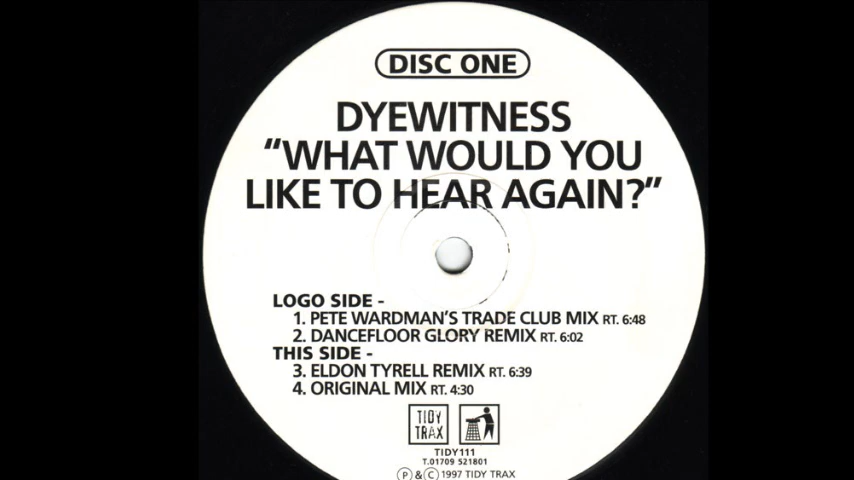 DISC ONE
DYEWITNESS
"WHAT WOULD YOU
LIKE TO HEAR AGAIN?"
LOGO SIDE -
1. PETE WARDMAN'S TRADE CLUB MIX RT. 6:48
2. DANCEFLOOR GLORY REMIX RT. 6:02
THIS SIDE -
3. ELDON TYRELL REMIX RT. 6:39
4. ORIGINAL MIX RT. 4:30
TIDY
TRAX
TIDY111
T.01709 521801
Ⓟ & © 1997 TIDY TRAX